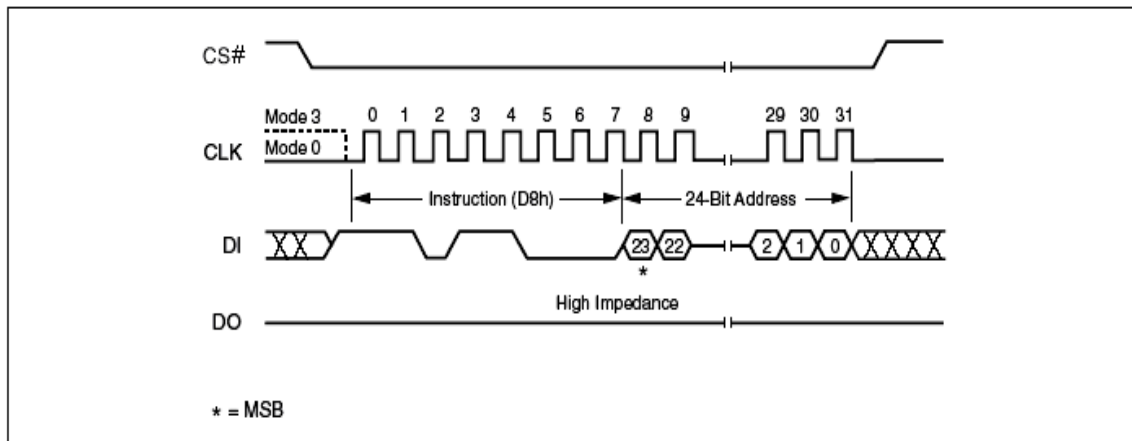 CS#
Mode 3
0 1 2 3 4 5 6 7 8 9 29 30 31
CLK Mode 0
Instruction (D8h) 24-Bit Address
DI 23 22 2 1 0
*
High Impedance
DO
* = MSB